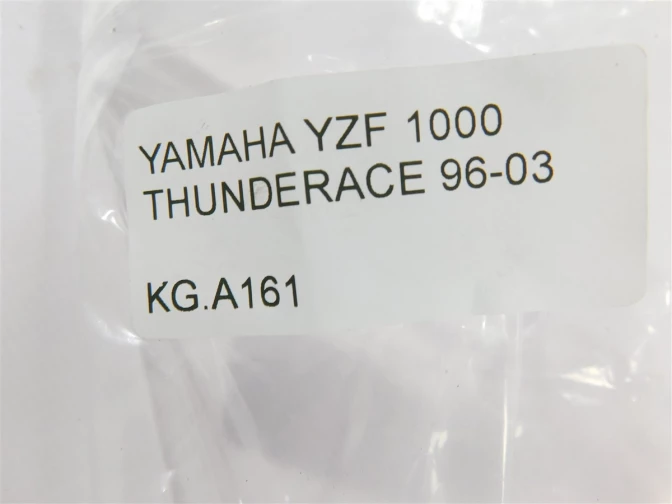 YAMAHA YZF 1000
THUNDERACE 96-03
KG.A161